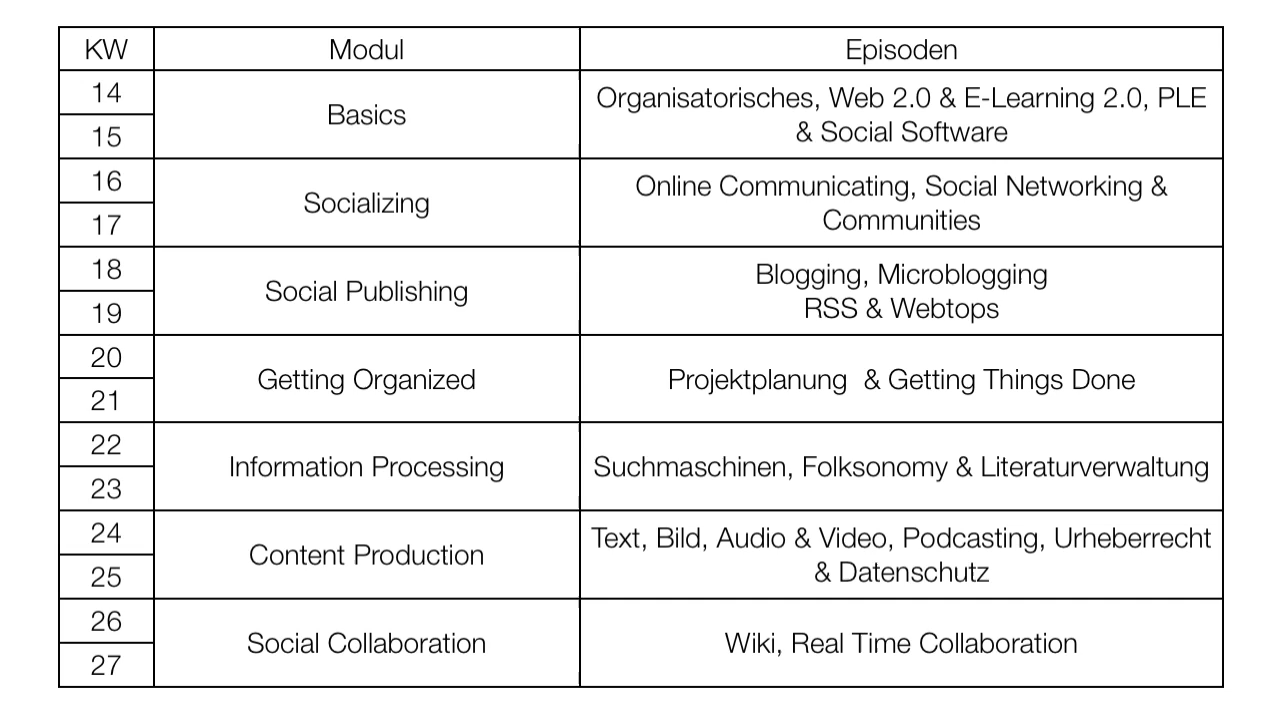 KW Modul Episoden
14
15
Basics
Organisatorisches, Web 2.0 & E-Learning 2.0, PLE
& Social Software
16
17
Socializing
Online Communicating, Social Networking &
Communities
18
19
Social Publishing
Blogging, Microblogging
RSS & Webtops
20
21
Getting Organized
Projektplanung  & Getting Things Done
22
23
Information Processing
Suchmaschinen, Folksonomy & Literaturverwaltung
24
25
Content Production
Text, Bild, Audio & Video, Podcasting, Urheberrecht
& Datenschutz
26
27
Social Collaboration
Wiki, Real Time Collaboration